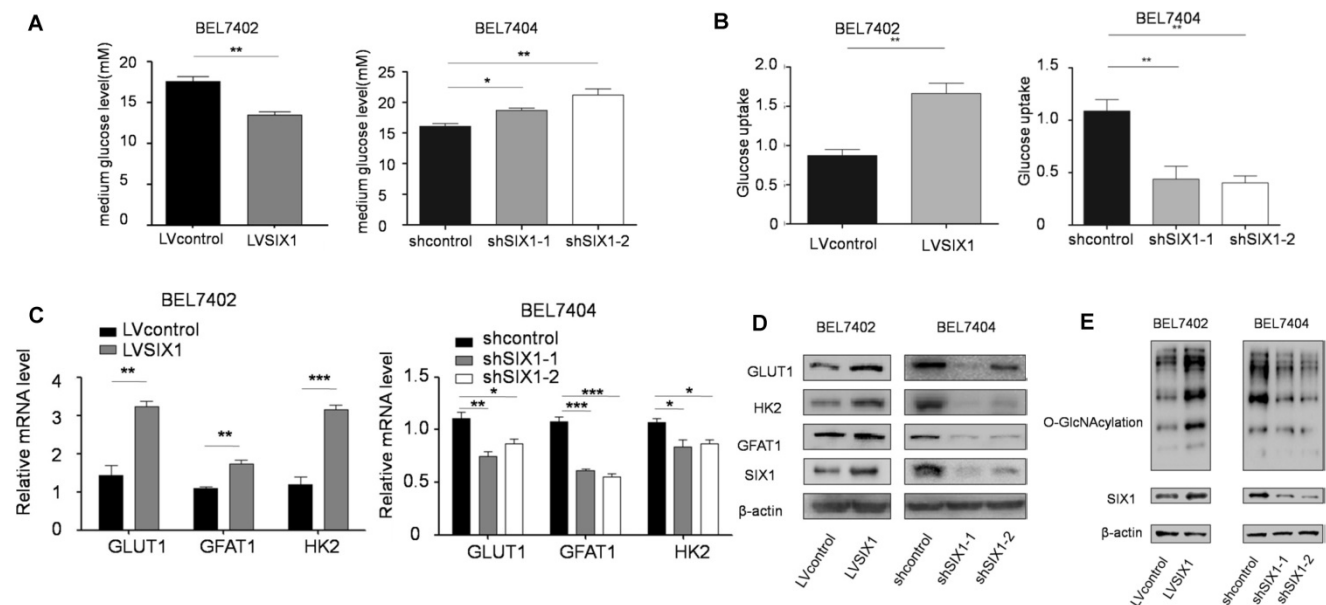 A
BEL7402
**
medium glucose level(mM)
20
15
10
5
0
LVcontrol
LVSIX1
BEL7404
**
*
medium glucose level(mM)
25
20
15
10
5
0
shcontrol
shSIX1-1
shSIX1-2
B
BEL7402
**
Glucose uptake
2.0
1.5
1.0
0.5
0
LVcontrol
LVSIX1
BEL7404
**
**
Glucose uptake
1.5
1.0
0.5
0
shcontrol
shSIX1-1
shSIX1-2
C
BEL7402
LVcontrol
LVSIX1
Relative mRNA level
4
3
2
1
0
**
**
***
GLUT1
GFAT1
HK2
BEL7404
shcontrol
shSIX1-1
shSIX1-2
Relative mRNA level
1.5
1.0
0.5
0.0
*
**
***
***
*
*
GLUT1
GFAT1
HK2
D
BEL7402
BEL7404
GLUT1
HK2
GFAT1
SIX1
β-actin
LVcontrol
LVSIX1
shcontrol
shSIX1-1
shSIX1-2
E
BEL7402
BEL7404
O-GlcNAcylation
SIX1
β-actin
LVcontrol
LVSIX1
shcontrol
shSIX1-1
shSIX1-2